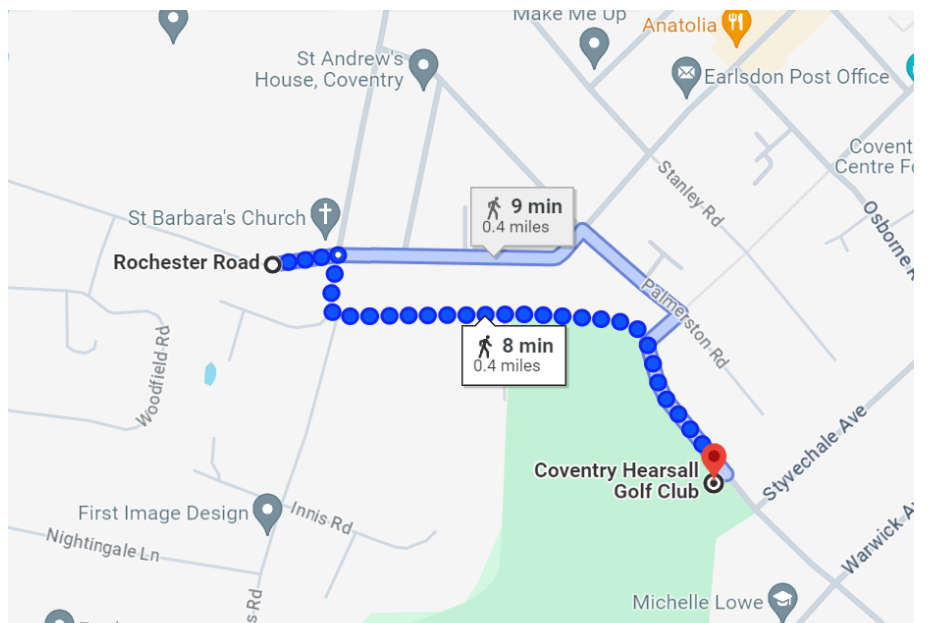 Make Me Up
Anatolia
St Andrew's
House, Coventry
Earlsdon Post Office
Covent
Centre Fo
Stanley Rd
9 min
0.4 miles
St Barbara's Church
Osborne R
Rochester Road
Palmerston Rd
8 min
0.4 miles
Woodfield Rd
Styvechale Ave
Coventry Hearsall
Golf Club
First Image Design
Innis Rd
Warwick Av
Nightingale Ln
s Rd
Michelle Lowe